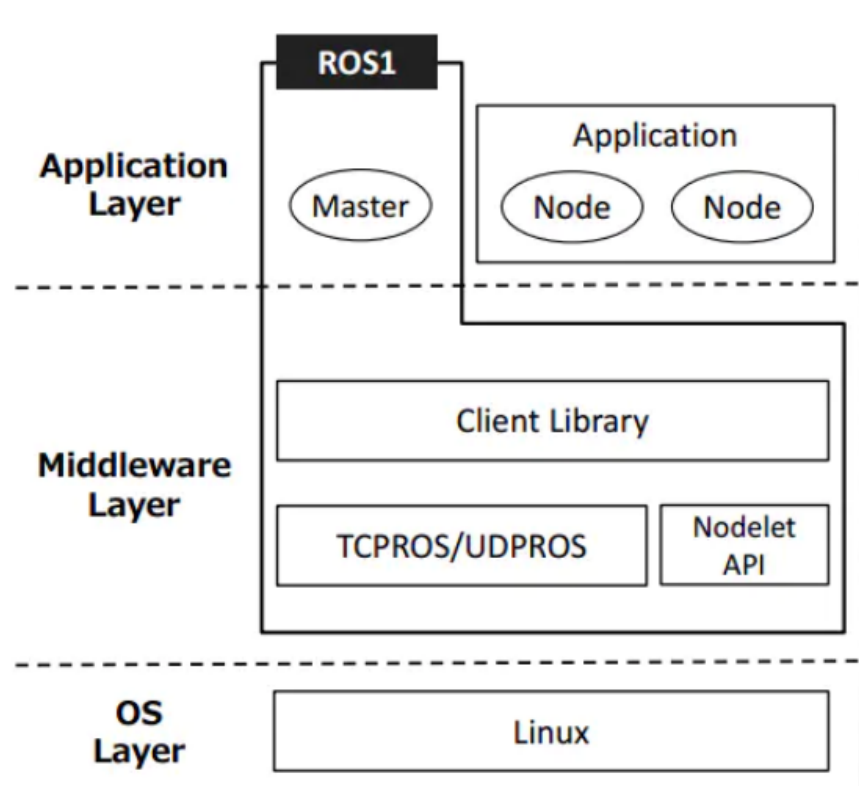 ROS1
Application
Layer
Master
Application
Node
Node
Middleware
Layer
Client Library
TCPROS/UDPROS
Nodelet
API
OS
Layer
Linux